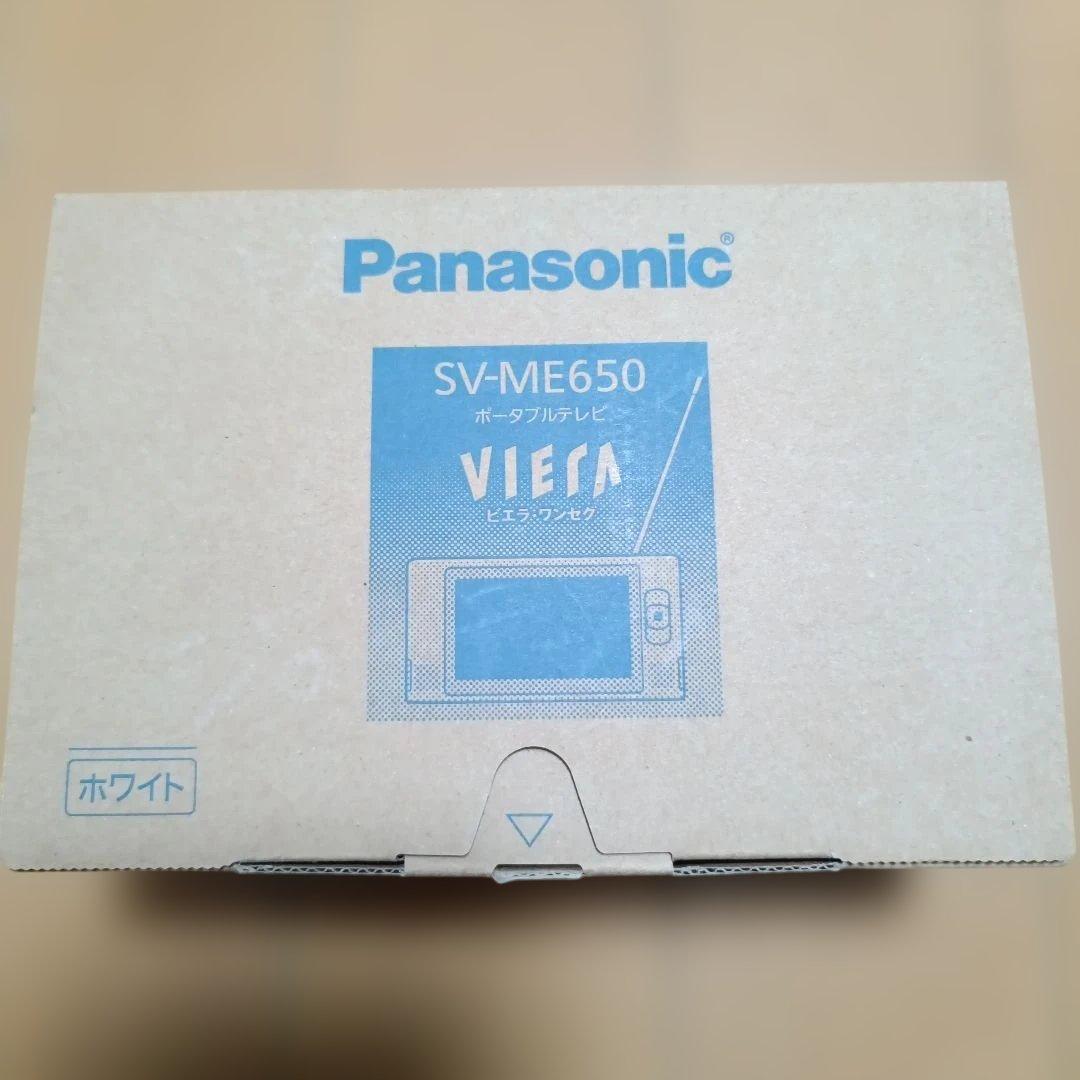 Panasonic®
SV-ME650
ポータブルテレビ
VIERA
ビエラ・ワンセグ
ホワイト